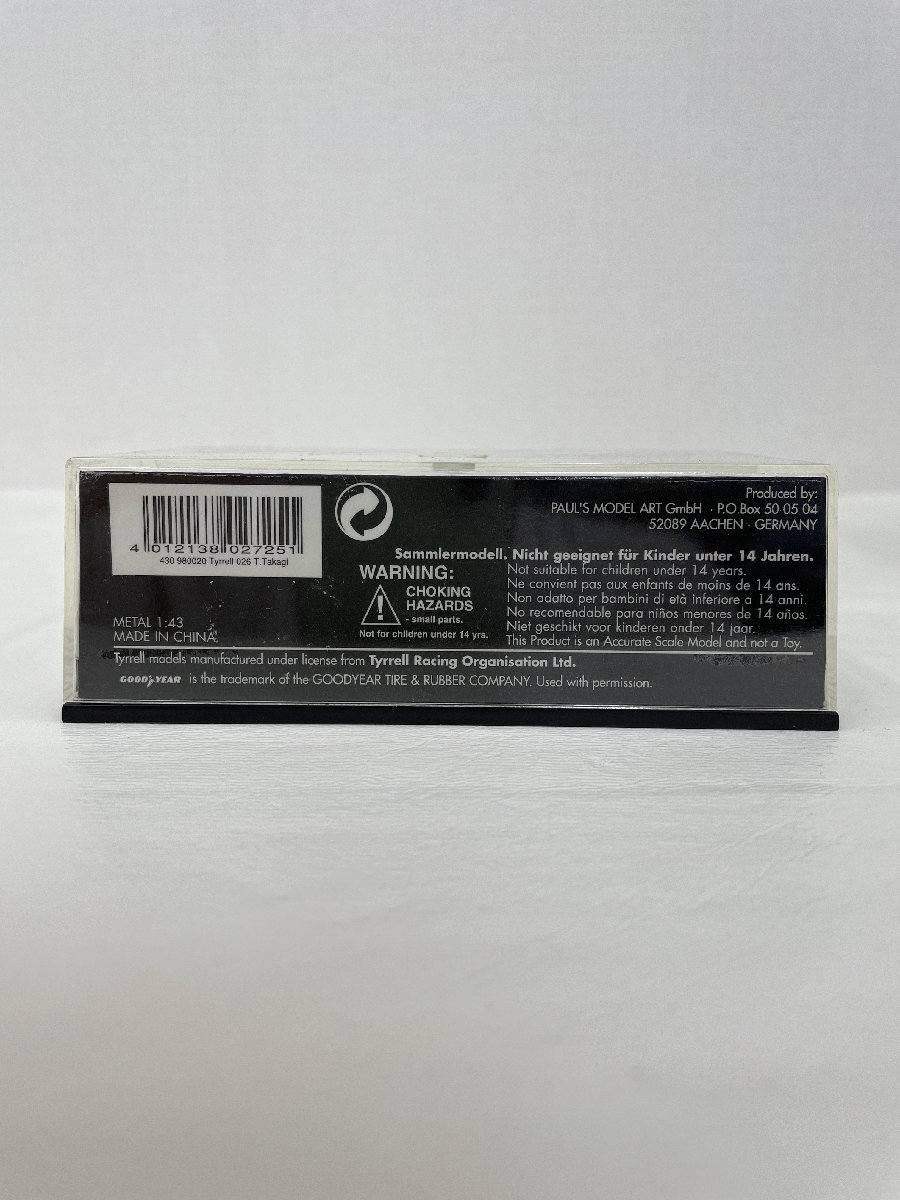 4 012138 027251
430 980020 Tyrrell 026 T.Takagi
METAL 1:43
MADE IN CHINA
Produced by:
PAUL'S MODEL ART GmbH · P.O.Box 50 05 04
52089 AACHEN · GERMANY
Sammlermodell. Nicht geeignet für Kinder unter 14 Jahren.
Not suitable for children under 14 years.
Ne convient pas aux enfants de moins de 14 ans.
Non adatto per bambini di età inferiore a 14 anni.
No recomendable para niños menores de 14 años.
Niet geschikt voor kinderen onder 14 jaar.
This Product is an Accurate Scale Model and not a Toy.
WARNING:
!
CHOKING
HAZARDS
- small parts.
Not for children under 14 yrs.
Tyrrell models manufactured under license from Tyrrell Racing Organisation Ltd.
GOODYEAR is the trademark of the GOODYEAR TIRE & RUBBER COMPANY. Used with permission.